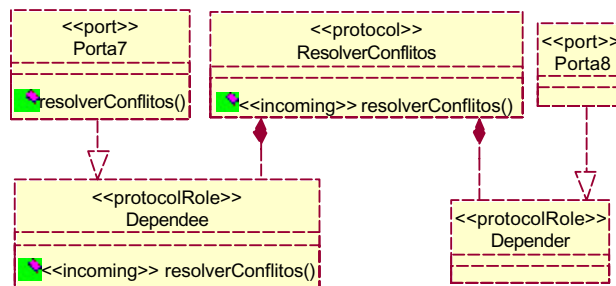 <<port>>
Porta7
resolverConflitos()
<<protocol>>
ResolverConflitos
<<incoming>> resolverConflitos()
<<port>>
Porta8
<<protocolRole>>
Dependee
<<incoming>> resolverConflitos()
<<protocolRole>>
Depender